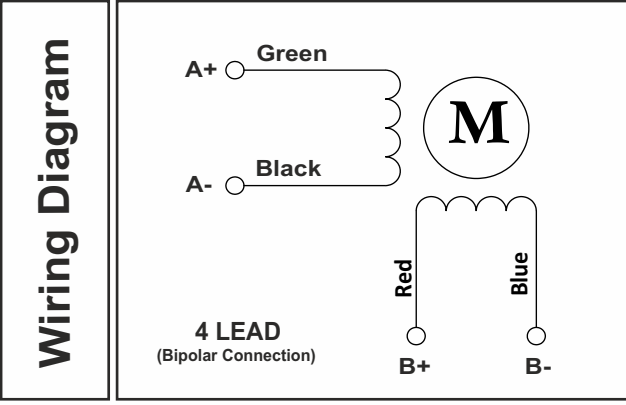 Wiring Diagram
A+ Green
M
A- Black
Red
Blue
4 LEAD
(Bipolar Connection)
B+ B-